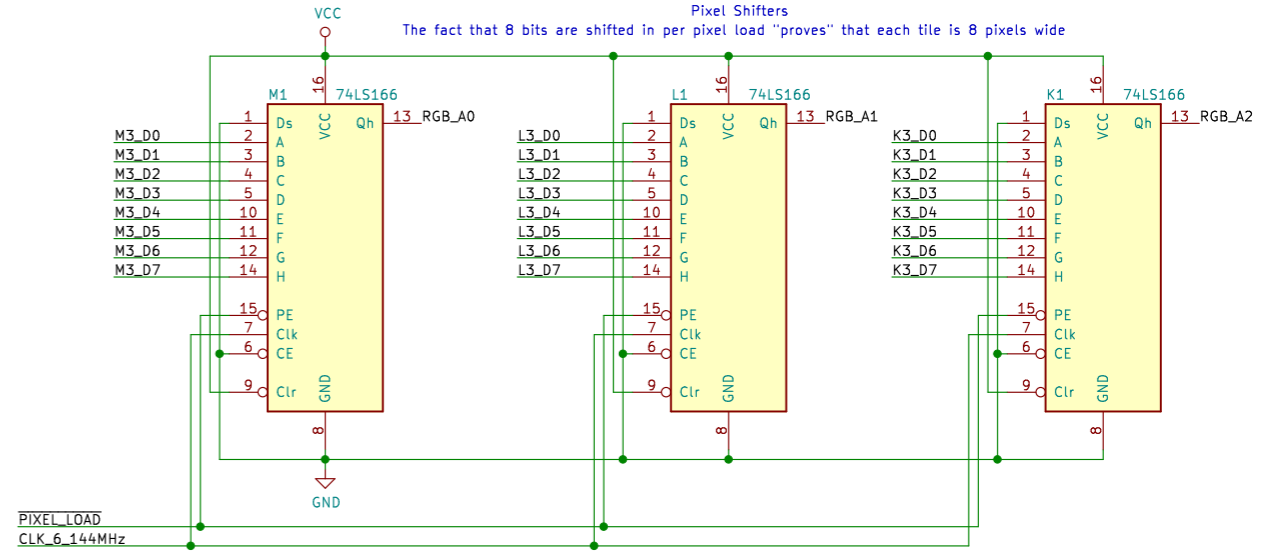 Pixel Shifters
The fact that 8 bits are shifted in per pixel load "proves" that each tile is 8 pixels wide
VCC
M1 74LS166
16
VCC
1 Ds
M3_D0 2 A
M3_D1 3 B
M3_D2 4 C
M3_D3 5 D
M3_D4 10 E
M3_D5 11 F
M3_D6 12 G
M3_D7 14 H
15 PE
7 Clk
6 CE
9 Clr
Qh 13 RGB_A0
GND
8
GND
L1 74LS166
16
VCC
1 Ds
L3_D0 2 A
L3_D1 3 B
L3_D2 4 C
L3_D3 5 D
L3_D4 10 E
L3_D5 11 F
L3_D6 12 G
L3_D7 14 H
15 PE
7 Clk
6 CE
9 Clr
Qh 13 RGB_A1
GND
8
K1 74LS166
16
VCC
1 Ds
K3_D0 2 A
K3_D1 3 B
K3_D2 4 C
K3_D3 5 D
K3_D4 10 E
K3_D5 11 F
K3_D6 12 G
K3_D7 14 H
15 PE
7 Clk
6 CE
9 Clr
Qh 13 RGB_A2
GND
8
PIXEL_LOAD
CLK_6_144MHz